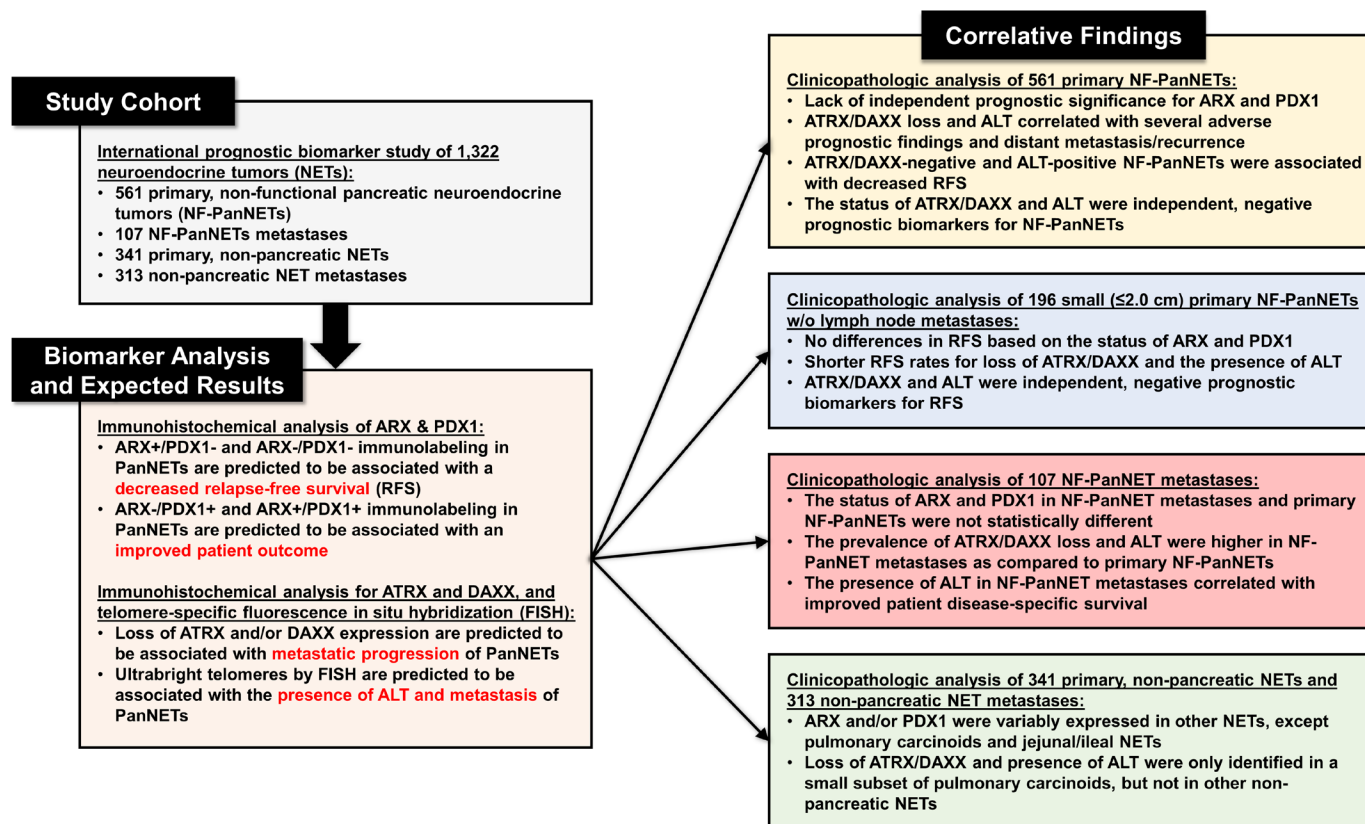 Study Cohort
International prognostic biomarker study of 1,322
neuroendocrine tumors (NETs):
• 561 primary, non-functional pancreatic neuroendocrine
tumors (NF-PanNETs)
• 107 NF-PanNETs metastases
• 341 primary, non-pancreatic NETs
• 313 non-pancreatic NET metastases
Biomarker Analysis
and Expected Results
Immunohistochemical analysis of ARX & PDX1:
• ARX+/PDX1- and ARX-/PDX1- immunolabeling in
PanNETs are predicted to be associated with a
decreased relapse-free survival (RFS)
• ARX-/PDX1+ and ARX+/PDX1+ immunolabeling in
PanNETs are predicted to be associated with an
improved patient outcome
Immunohistochemical analysis for ATRX and DAXX, and
telomere-specific fluorescence in situ hybridization (FISH):
• Loss of ATRX and/or DAXX expression are predicted to
be associated with metastatic progression of PanNETs
• Ultrabright telomeres by FISH are predicted to be
associated with the presence of ALT and metastasis of
PanNETs
Correlative Findings
Clinicopathologic analysis of 561 primary NF-PanNETs:
• Lack of independent prognostic significance for ARX and PDX1
• ATRX/DAXX loss and ALT correlated with several adverse
prognostic findings and distant metastasis/recurrence
• ATRX/DAXX-negative and ALT-positive NF-PanNETs were associated
with decreased RFS
• The status of ATRX/DAXX and ALT were independent, negative
prognostic biomarkers for NF-PanNETs
Clinicopathologic analysis of 196 small (≤2.0 cm) primary NF-PanNETs
w/o lymph node metastases:
• No differences in RFS based on the status of ARX and PDX1
• Shorter RFS rates for loss of ATRX/DAXX and the presence of ALT
• ATRX/DAXX and ALT were independent, negative prognostic
biomarkers for RFS
Clinicopathologic analysis of 107 NF-PanNET metastases:
• The status of ARX and PDX1 in NF-PanNET metastases and primary
NF-PanNETs were not statistically different
• The prevalence of ATRX/DAXX loss and ALT were higher in NF-
PanNET metastases as compared to primary NF-PanNETs
• The presence of ALT in NF-PanNET metastases correlated with
improved patient disease-specific survival
Clinicopathologic analysis of 341 primary, non-pancreatic NETs and
313 non-pancreatic NET metastases:
• ARX and/or PDX1 were variably expressed in other NETs, except
pulmonary carcinoids and jejunal/ileal NETs
• Loss of ATRX/DAXX and presence of ALT were only identified in a
small subset of pulmonary carcinoids, but not in other non-
pancreatic NETs